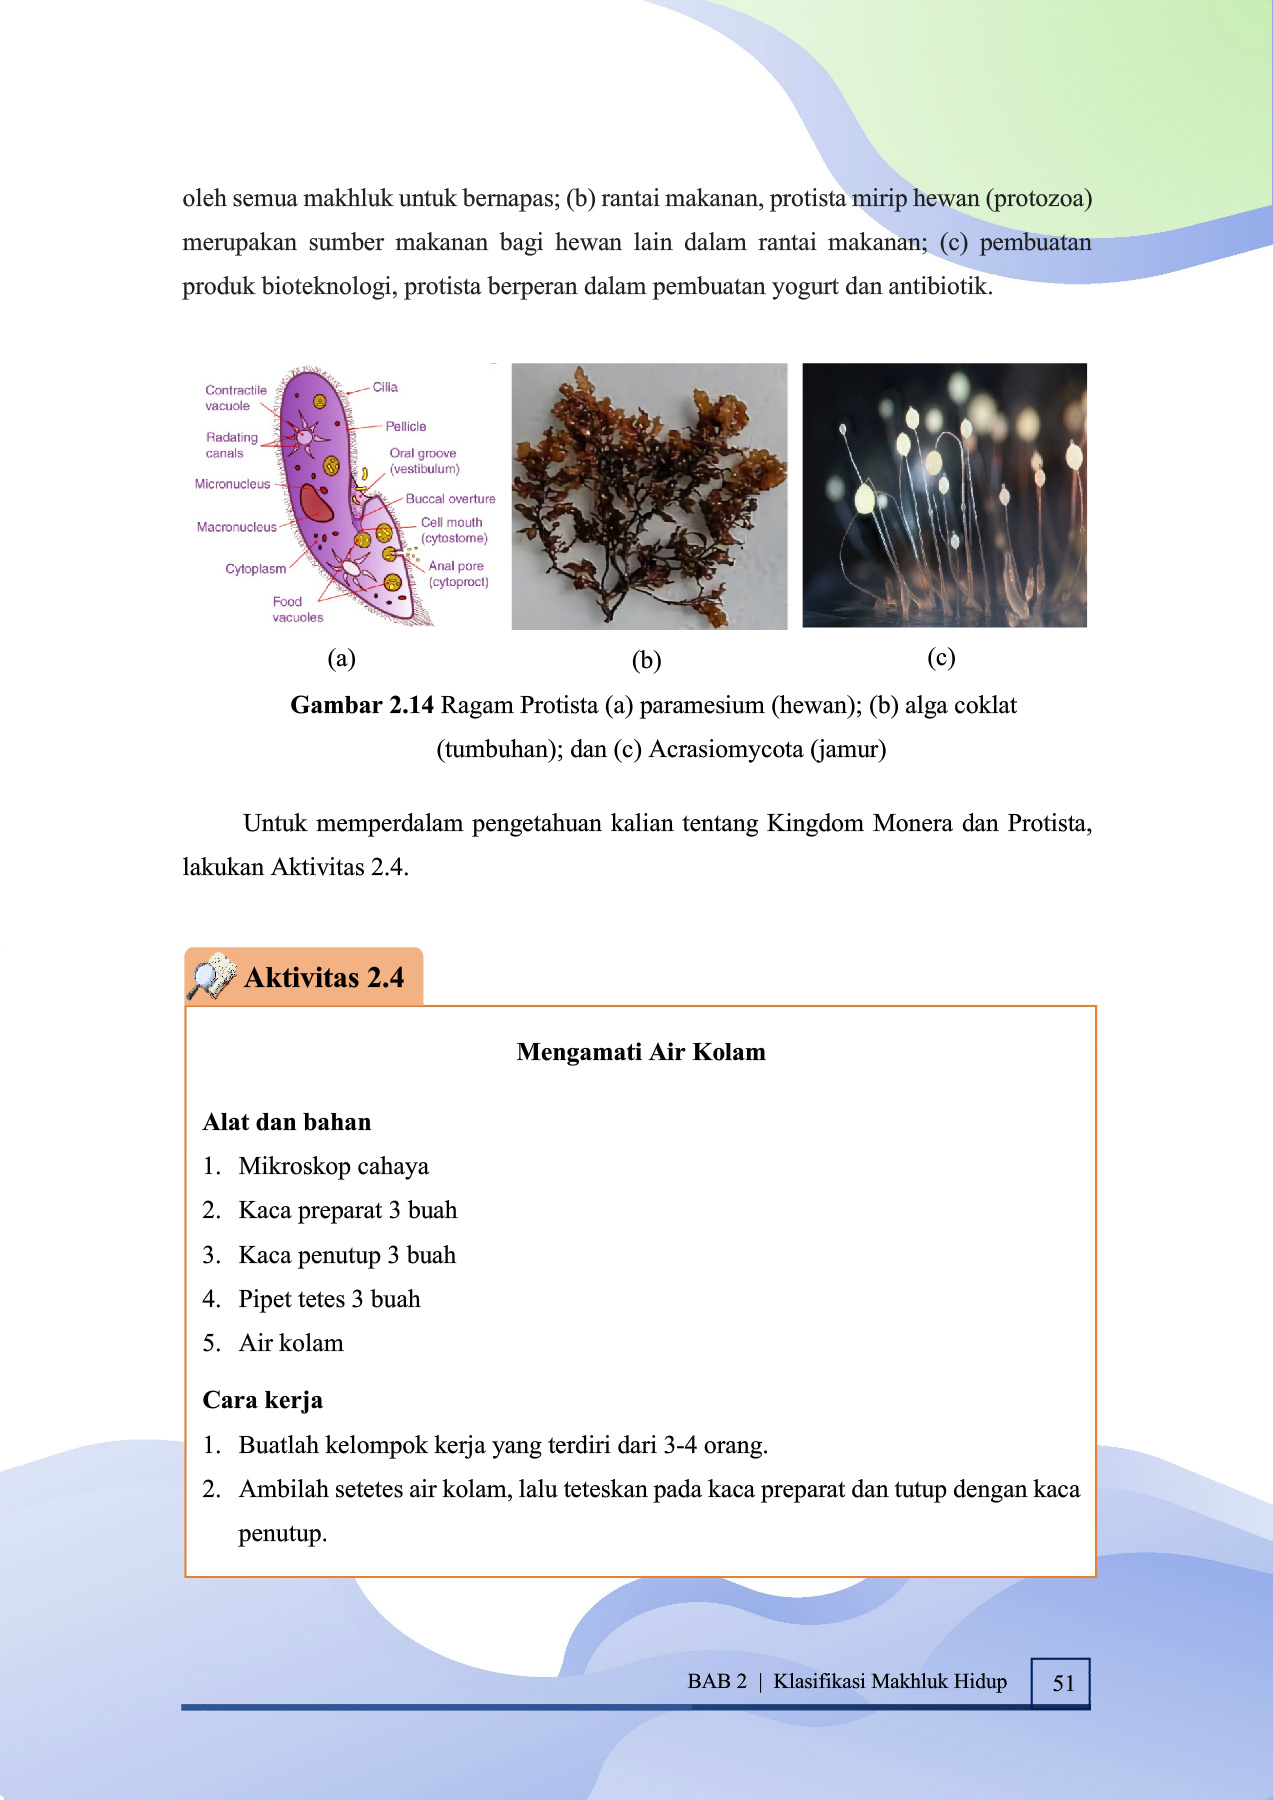 oleh semua makhluk untuk bernapas; (b) rantai makanan, protista mirip hewan (protozoa)
merupakan sumber makanan bagi hewan lain dalam rantai makanan; (c) pembuatan
produk bioteknologi, protista berperan dalam pembuatan yogurt dan antibiotik.
Contractile
vacuole
Radating
canals
Micronucleus
Macronucleus
Cytoplasm
Food
vacuoles
Cilia
Pellicle
Oral groove
(vestibulum)
Buccal overture
Cell mouth
(cytostome)
Anal pore
(cytoproct)
(a)
(b)
(c)
Gambar 2.14 Ragam Protista (a) paramesium (hewan); (b) alga coklat
(tumbuhan); dan (c) Acrasiomycota (jamur)
Untuk memperdalam pengetahuan kalian tentang Kingdom Monera dan Protista,
lakukan Aktivitas 2.4.
Aktivitas 2.4
Mengamati Air Kolam
Alat dan bahan
1. Mikroskop cahaya
2. Kaca preparat 3 buah
3. Kaca penutup 3 buah
4. Pipet tetes 3 buah
5. Air kolam
Cara kerja
1. Buatlah kelompok kerja yang terdiri dari 3-4 orang.
2. Ambilah setetes air kolam, lalu teteskan pada kaca preparat dan tutup dengan kaca
penutup.
BAB 2 | Klasifikasi Makhluk Hidup
51